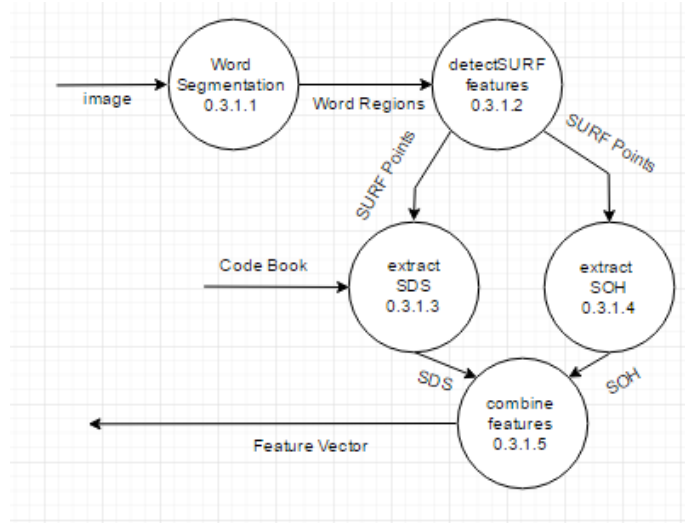 Word
Segmentation
0.3.1.1
detectSURF
features
0.3.1.2
image
Word Regions
SURF Points
SURF Points
Code Book
extract
SDS
0.3.1.3
extract
SOH
0.3.1.4
SDS
SOH
combine
features
0.3.1.5
Feature Vector